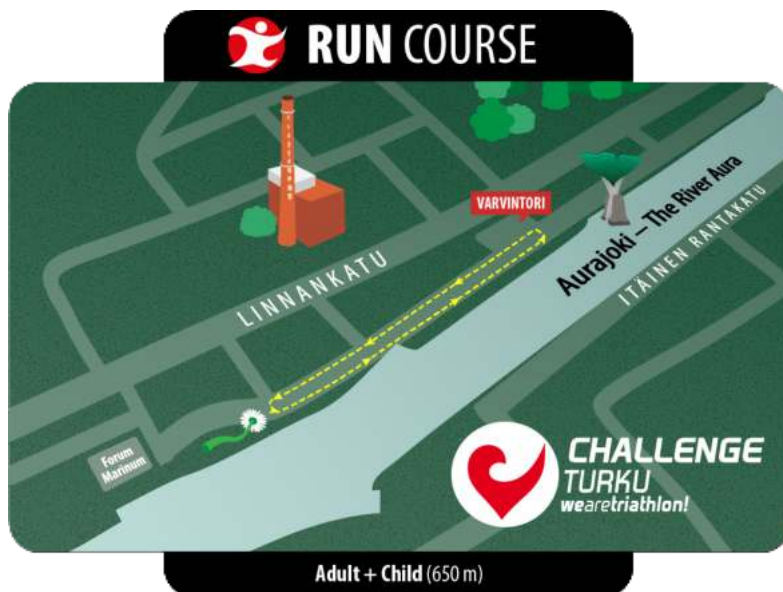 RUN COURSE
VARVINTORI
Aurajoki – The River Aura
ITÄINEN RANTAKATU
LINNANKATU
Forum
Marinum
CHALLENGE
TURKU
wearetriathlon!
Adult + Child (650 m)